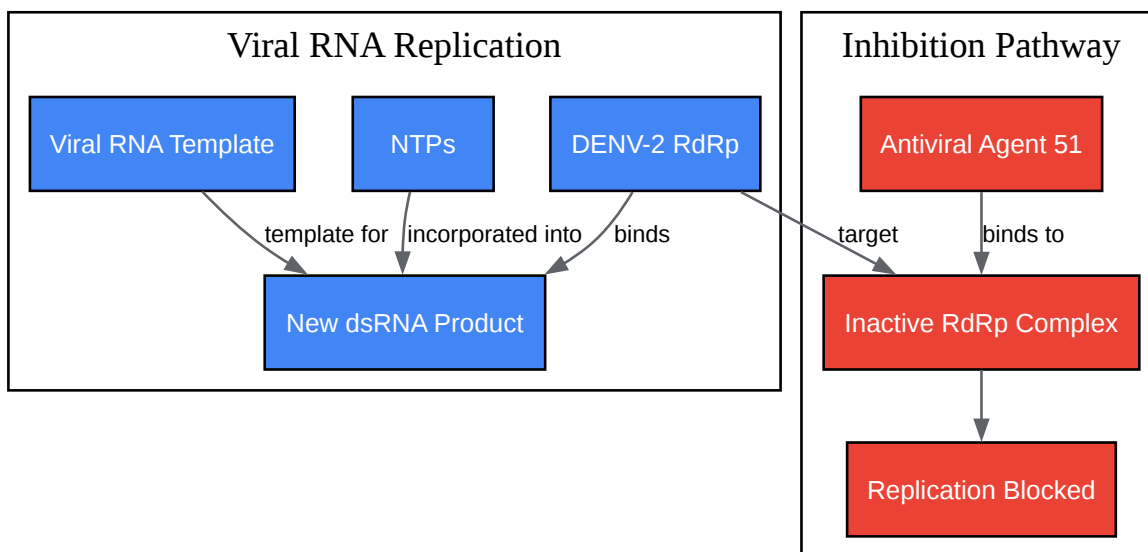 Viral RNA Replication
Inhibition Pathway
Viral RNA Template
NTPs
DENV-2 RdRp
Antiviral Agent 51
template for
incorporated into
binds
target
binds to
New dsRNA Product
Inactive RdRp Complex
Replication Blocked